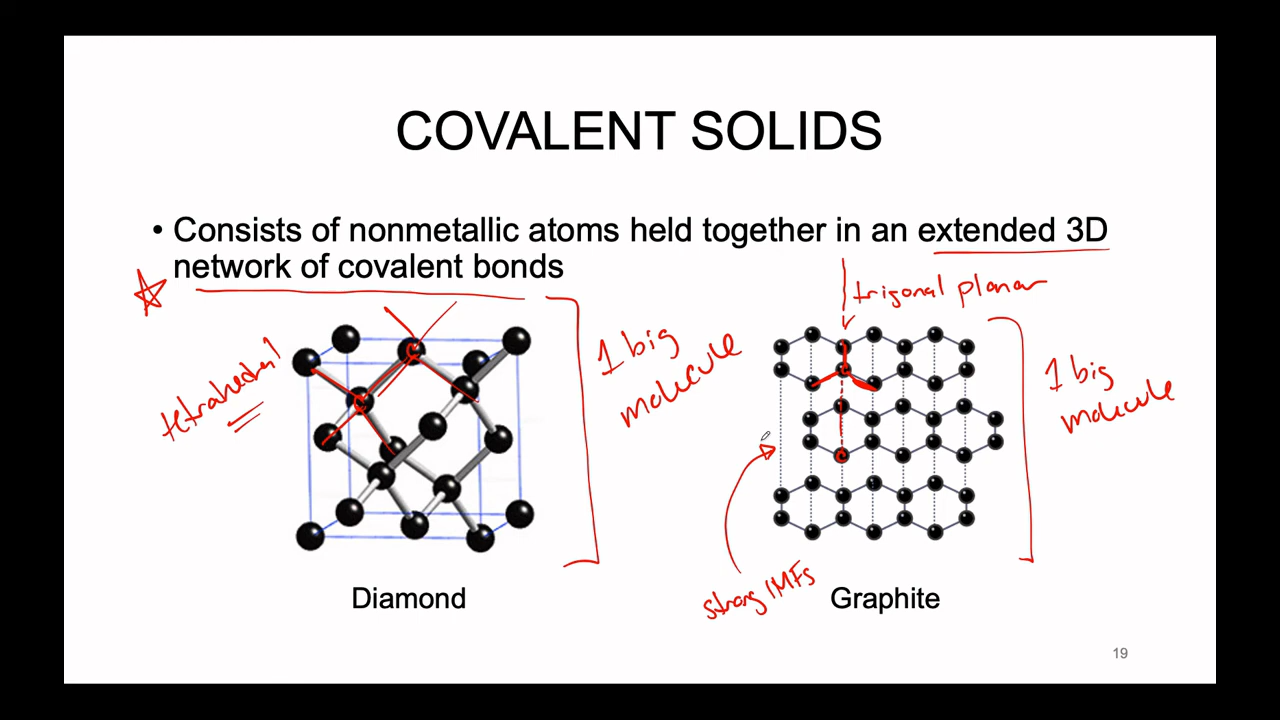 COVALENT SOLIDS
• Consists of nonmetallic atoms held together in an extended 3D
network of covalent bonds
trigonal planar
tetrahedral
1 big
molecule
1 big
molecule
strong IMFs
Diamond
Graphite
19